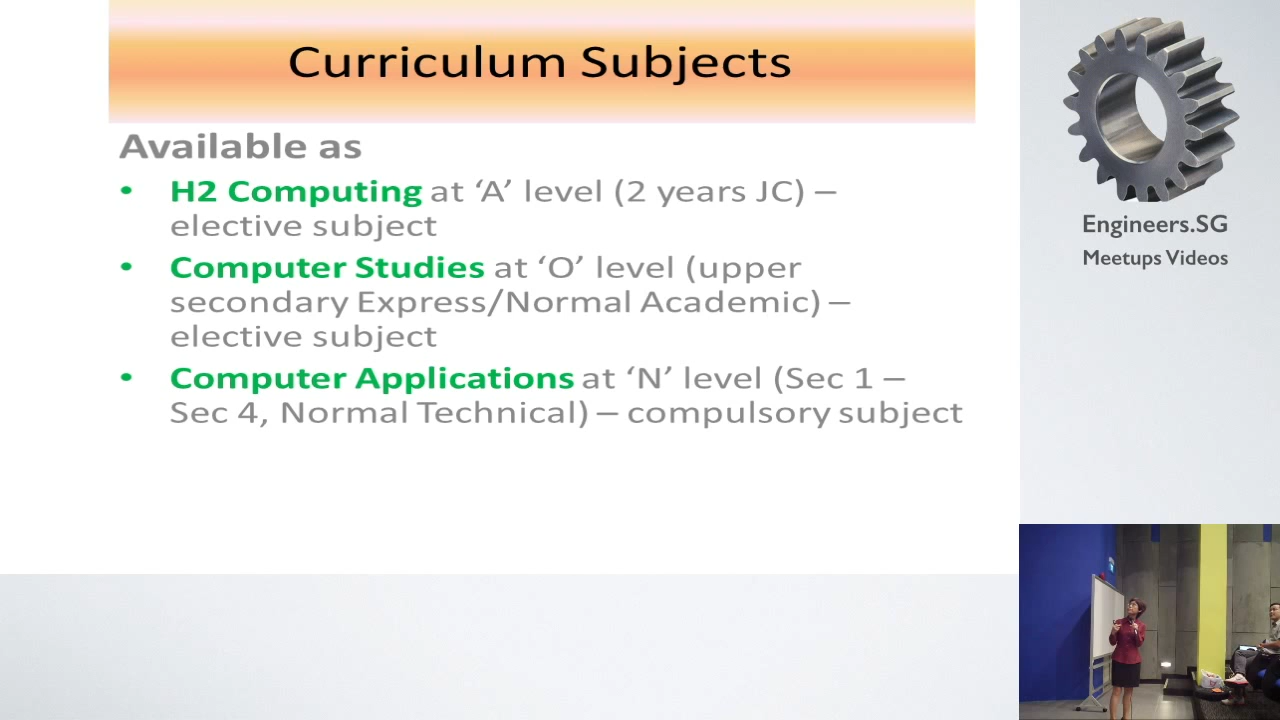 Curriculum Subjects
Available as
• H2 Computing at ‘A’ level (2 years JC) –
elective subject
• Computer Studies at ‘O’ level (upper
secondary Express/Normal Academic) –
elective subject
• Computer Applications at ‘N’ level (Sec 1 –
Sec 4, Normal Technical) – compulsory subject
Engineers.SG
Meetups Videos